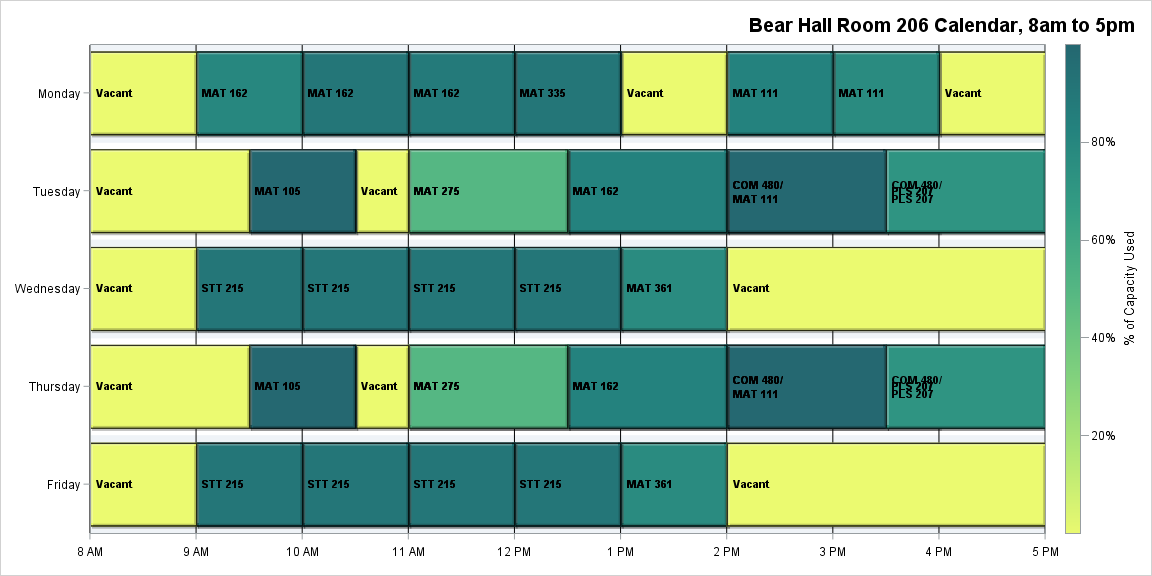 Bear Hall Room 206 Calendar, 8am to 5pm
Monday
Vacant
MAT 162
MAT 162
MAT 162
MAT 335
Vacant
MAT 111
MAT 111
Vacant
Tuesday
Vacant
MAT 105
Vacant
MAT 275
MAT 162
COM 480/
MAT 111
COM 480/
PLS 207
PLS 207
Wednesday
Vacant
STT 215
STT 215
STT 215
STT 215
MAT 361
Vacant
Thursday
Vacant
MAT 105
Vacant
MAT 275
MAT 162
COM 480/
MAT 111
COM 480/
PLS 207
PLS 207
Friday
Vacant
STT 215
STT 215
STT 215
STT 215
MAT 361
Vacant
8 AM
9 AM
10 AM
11 AM
12 PM
1 PM
2 PM
3 PM
4 PM
5 PM
80%
60%
40%
20%
% of Capacity Used